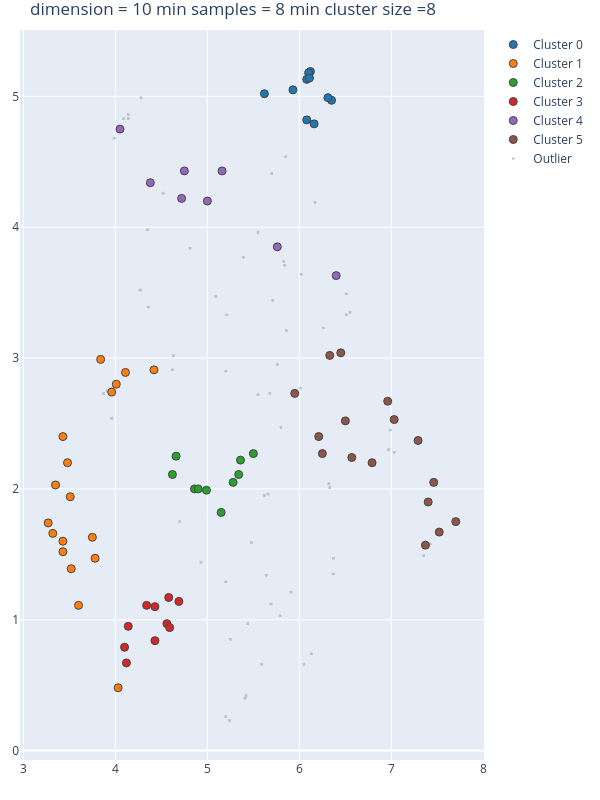 dimension = 10 min samples = 8 min cluster size =8
Cluster 0
Cluster 1
Cluster 2
Cluster 3
Cluster 4
Cluster 5
Outlier
5
4
3
2
1
0
3 4 5 6 7 8